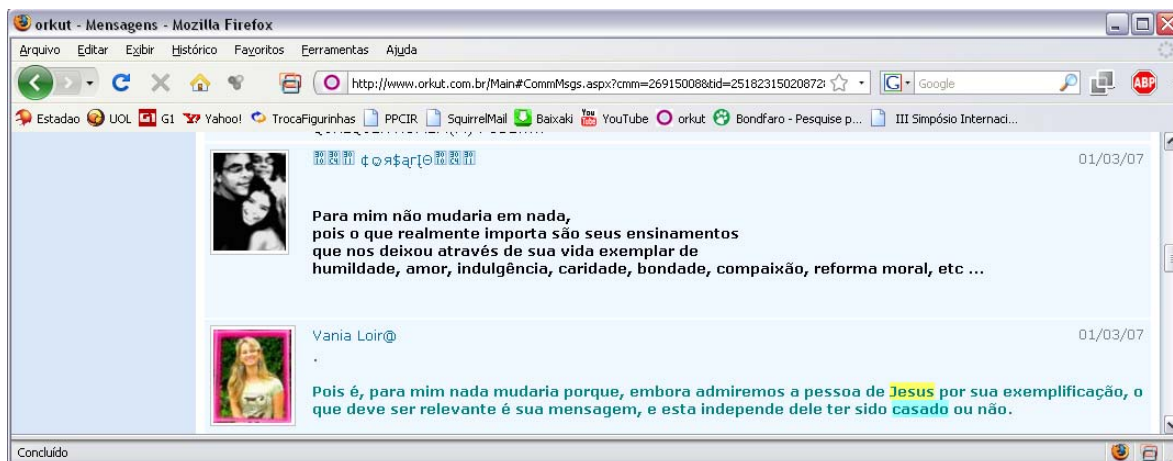 orkut - Mensagens - Mozilla Firefox
Arquivo Editar Exibir Histórico Favoritos Ferramentas Ajuda
http://www.orkut.com.br/Main#CommMsgs.aspx?cmm=26915008&tid=25182315020872 G Google ABP
Estadao UOL G1 Yahoo! TrocaFigurinhas PPCIR SquirrelMail Baixaki YouTube orkut Bondfaro - Pesquise p... III Simpósio Internaci...
01/03/07
Para mim não mudaria em nada,
pois o que realmente importa são seus ensinamentos
que nos deixou através de sua vida exemplar de
humildade, amor, indulgência, caridade, bondade, compaixão, reforma moral, etc ...
Vania Loir@ 01/03/07
.
Pois é, para mim nada mudaria porque, embora admiremos a pessoa de Jesus por sua exemplificação, o
que deve ser relevante é sua mensagem, e esta independe dele ter sido casado ou não.
Concluído